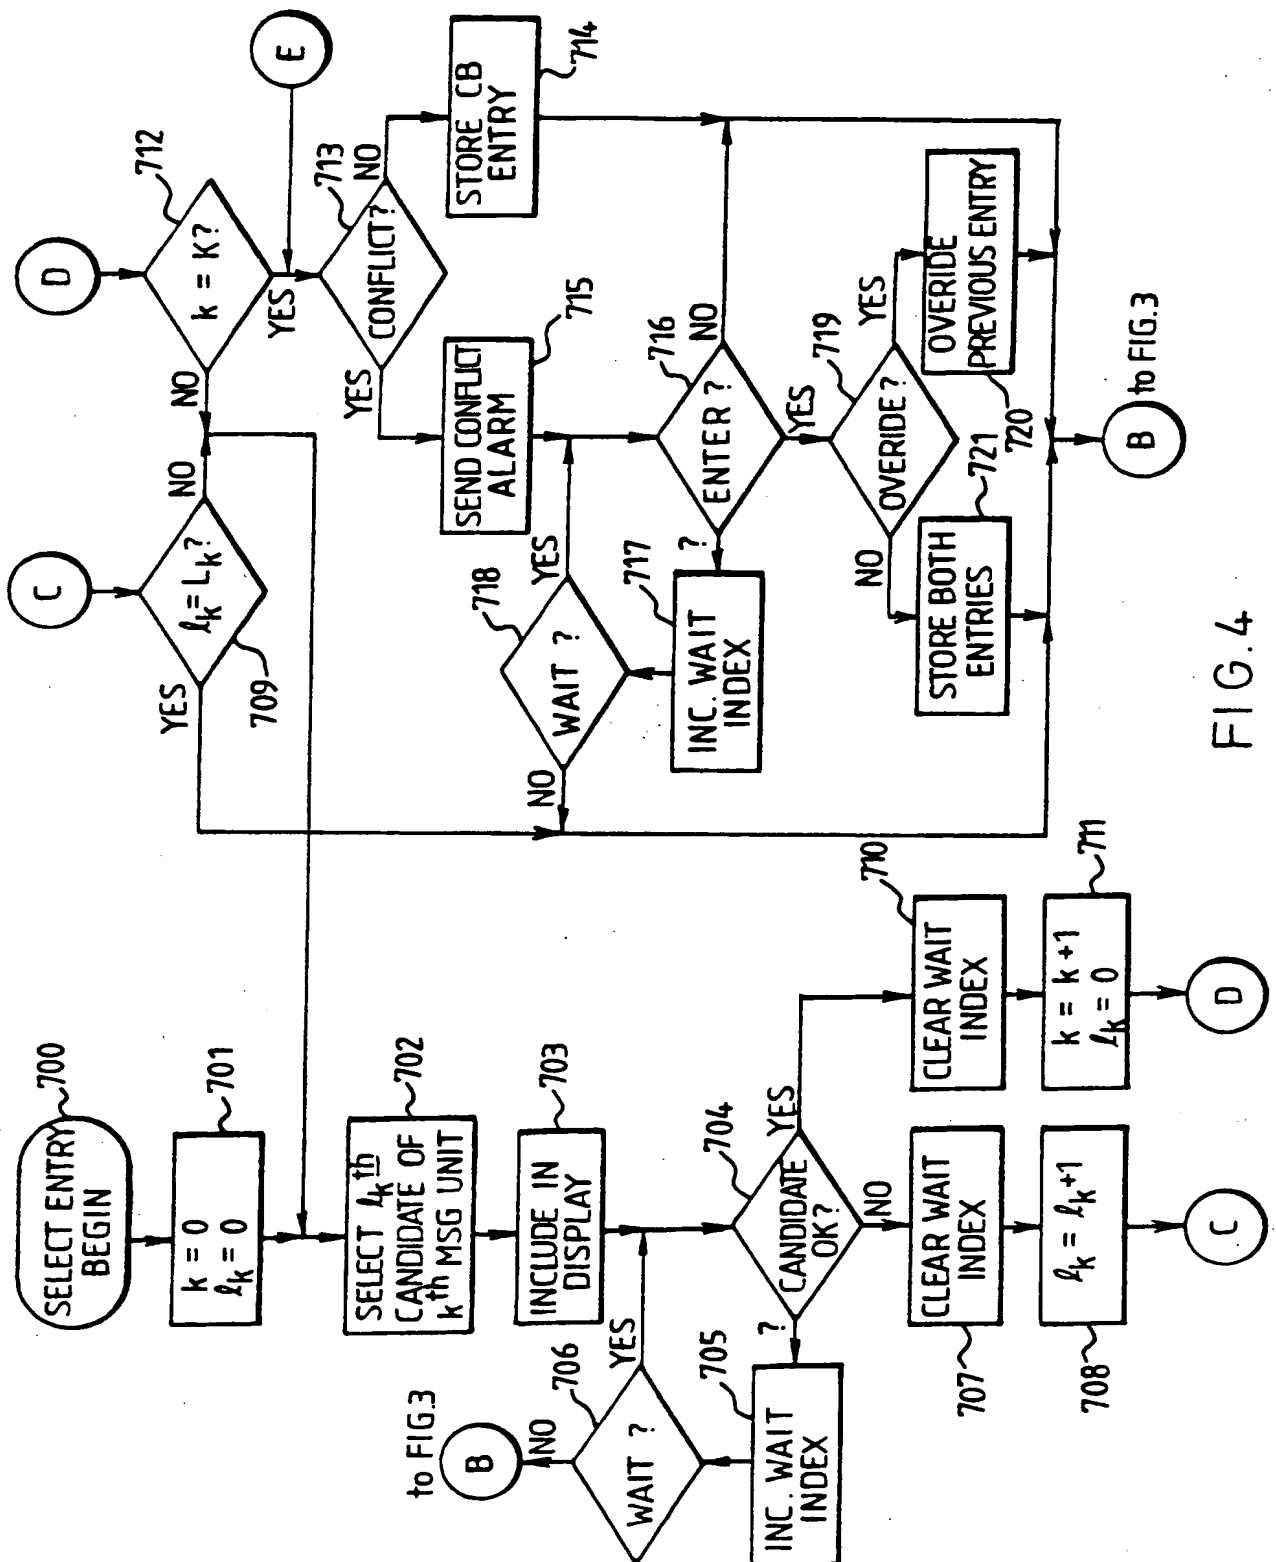 SELECT ENTRY
BEGIN
700
k = 0
ℓk = 0
701
SELECT ℓkth
CANDIDATE OF
kth MSG UNIT
702
INCLUDE IN
DISPLAY
703
CANDIDATE
OK?
704
YES
NO
?
INC. WAIT
INDEX
705
WAIT ?
706
YES
NO
B
to FIG.3
CLEAR WAIT
INDEX
707
ℓk = ℓk+1
708
C
CLEAR WAIT
INDEX
710
k = k+1
ℓk = 0
711
D
C
ℓk = Lk?
709
YES
NO
D
k = K?
712
NO
YES
E
CONFLICT?
713
YES
NO
STORE CB
ENTRY
714
SEND CONFLICT
ALARM
715
ENTER ?
716
NO
YES
?
INC. WAIT
INDEX
717
WAIT ?
718
YES
NO
OVERRIDE?
719
YES
NO
OVERIDE
PREVIOUS ENTRY
720
STORE BOTH
ENTRIES
721
B
to FIG.3
FIG.4